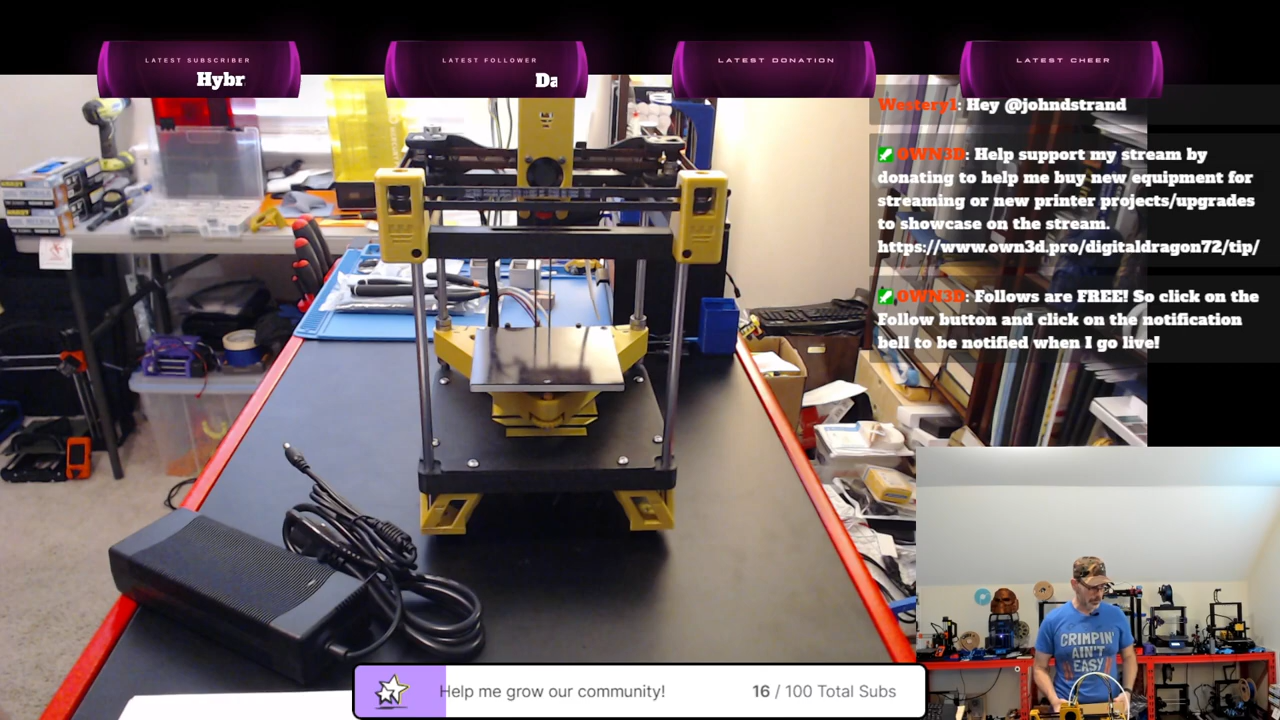 LATEST SUBSCRIBER
Hybr
LATEST FOLLOWER
Da
LATEST DONATION
LATEST CHEER
Westery1: Hey @johndstrand
OWN3D: Help support my stream by
donating to help me buy new equipment for
streaming or new printer projects/upgrades
to showcase on the stream.
https://www.own3d.pro/digitaldragon72/tip/
OWN3D: Follows are FREE! So click on the
Follow button and click on the notification
bell to be notified when I go live!
CRIMPIN'
AIN'T
EASY
Help me grow our community!
16 / 100 Total Subs